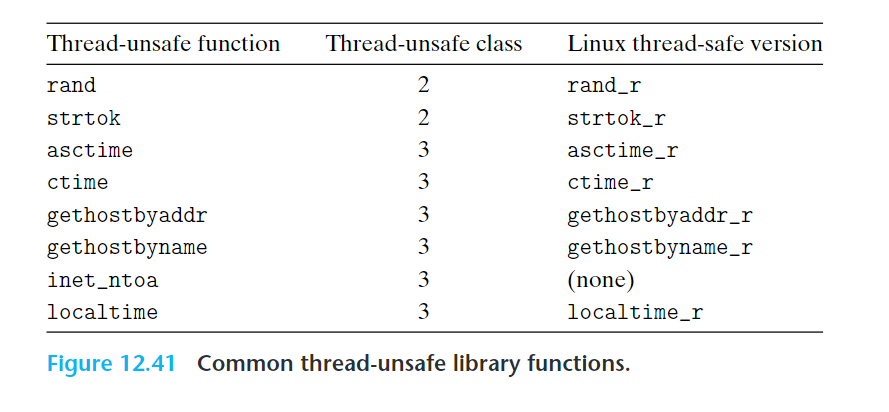 Thread-unsafe function Thread-unsafe class Linux thread-safe version
rand 2 rand_r
strtok 2 strtok_r
asctime 3 asctime_r
ctime 3 ctime_r
gethostbyaddr 3 gethostbyaddr_r
gethostbyname 3 gethostbyname_r
inet_ntoa 3 (none)
localtime 3 localtime_r
Figure 12.41 Common thread-unsafe library functions.